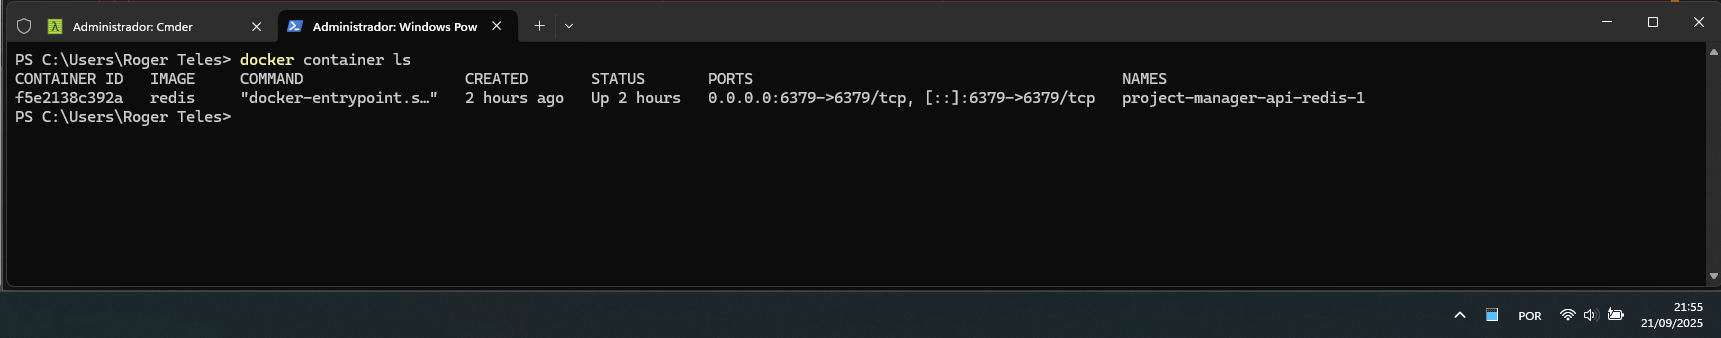 Administrador: Cmder
Administrador: Windows Pow
PS C:\Users\Roger Teles> docker container ls
CONTAINER ID   IMAGE     COMMAND                  CREATED       STATUS       PORTS                                         NAMES
f5e2138c392a   redis     "docker-entrypoint.s…"   2 hours ago   Up 2 hours   0.0.0.0:6379->6379/tcp, [::]:6379->6379/tcp   project-manager-api-redis-1
PS C:\Users\Roger Teles>
POR
21:55
21/09/2025